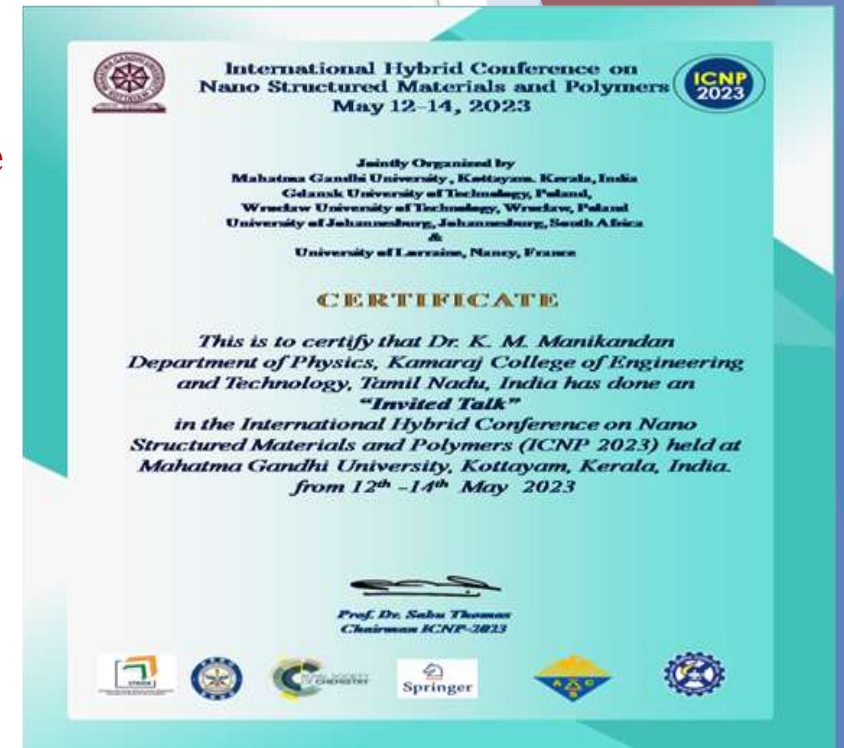 International Hybrid Conference on
Nano Structured Materials and Polymers
May 12-14, 2023
ICNP
2023
Jointly Organized by
Mahatma Gandhi University, Kottayam. Kerala, India
Gdansk University of Technology, Poland,
Wroclaw University of Technology, Wroclaw, Poland
University of Johannesburg, Johannesburg, South Africa
&
University of Lorraine, Nancy, France
CERTIFICATE
This is to certify that Dr. K. M. Manikandan
Department of Physics, Kamaraj College of Engineering
and Technology, Tamil Nadu, India has done an
“Invited Talk”
in the International Hybrid Conference on Nano
Structured Materials and Polymers (ICNP 2023) held at
Mahatma Gandhi University, Kottayam, Kerala, India.
from 12th -14th May 2023
Prof. Dr. Sabu Thomas
Chairman ICNP-2023
OF CHEMISTRY
Springer
e